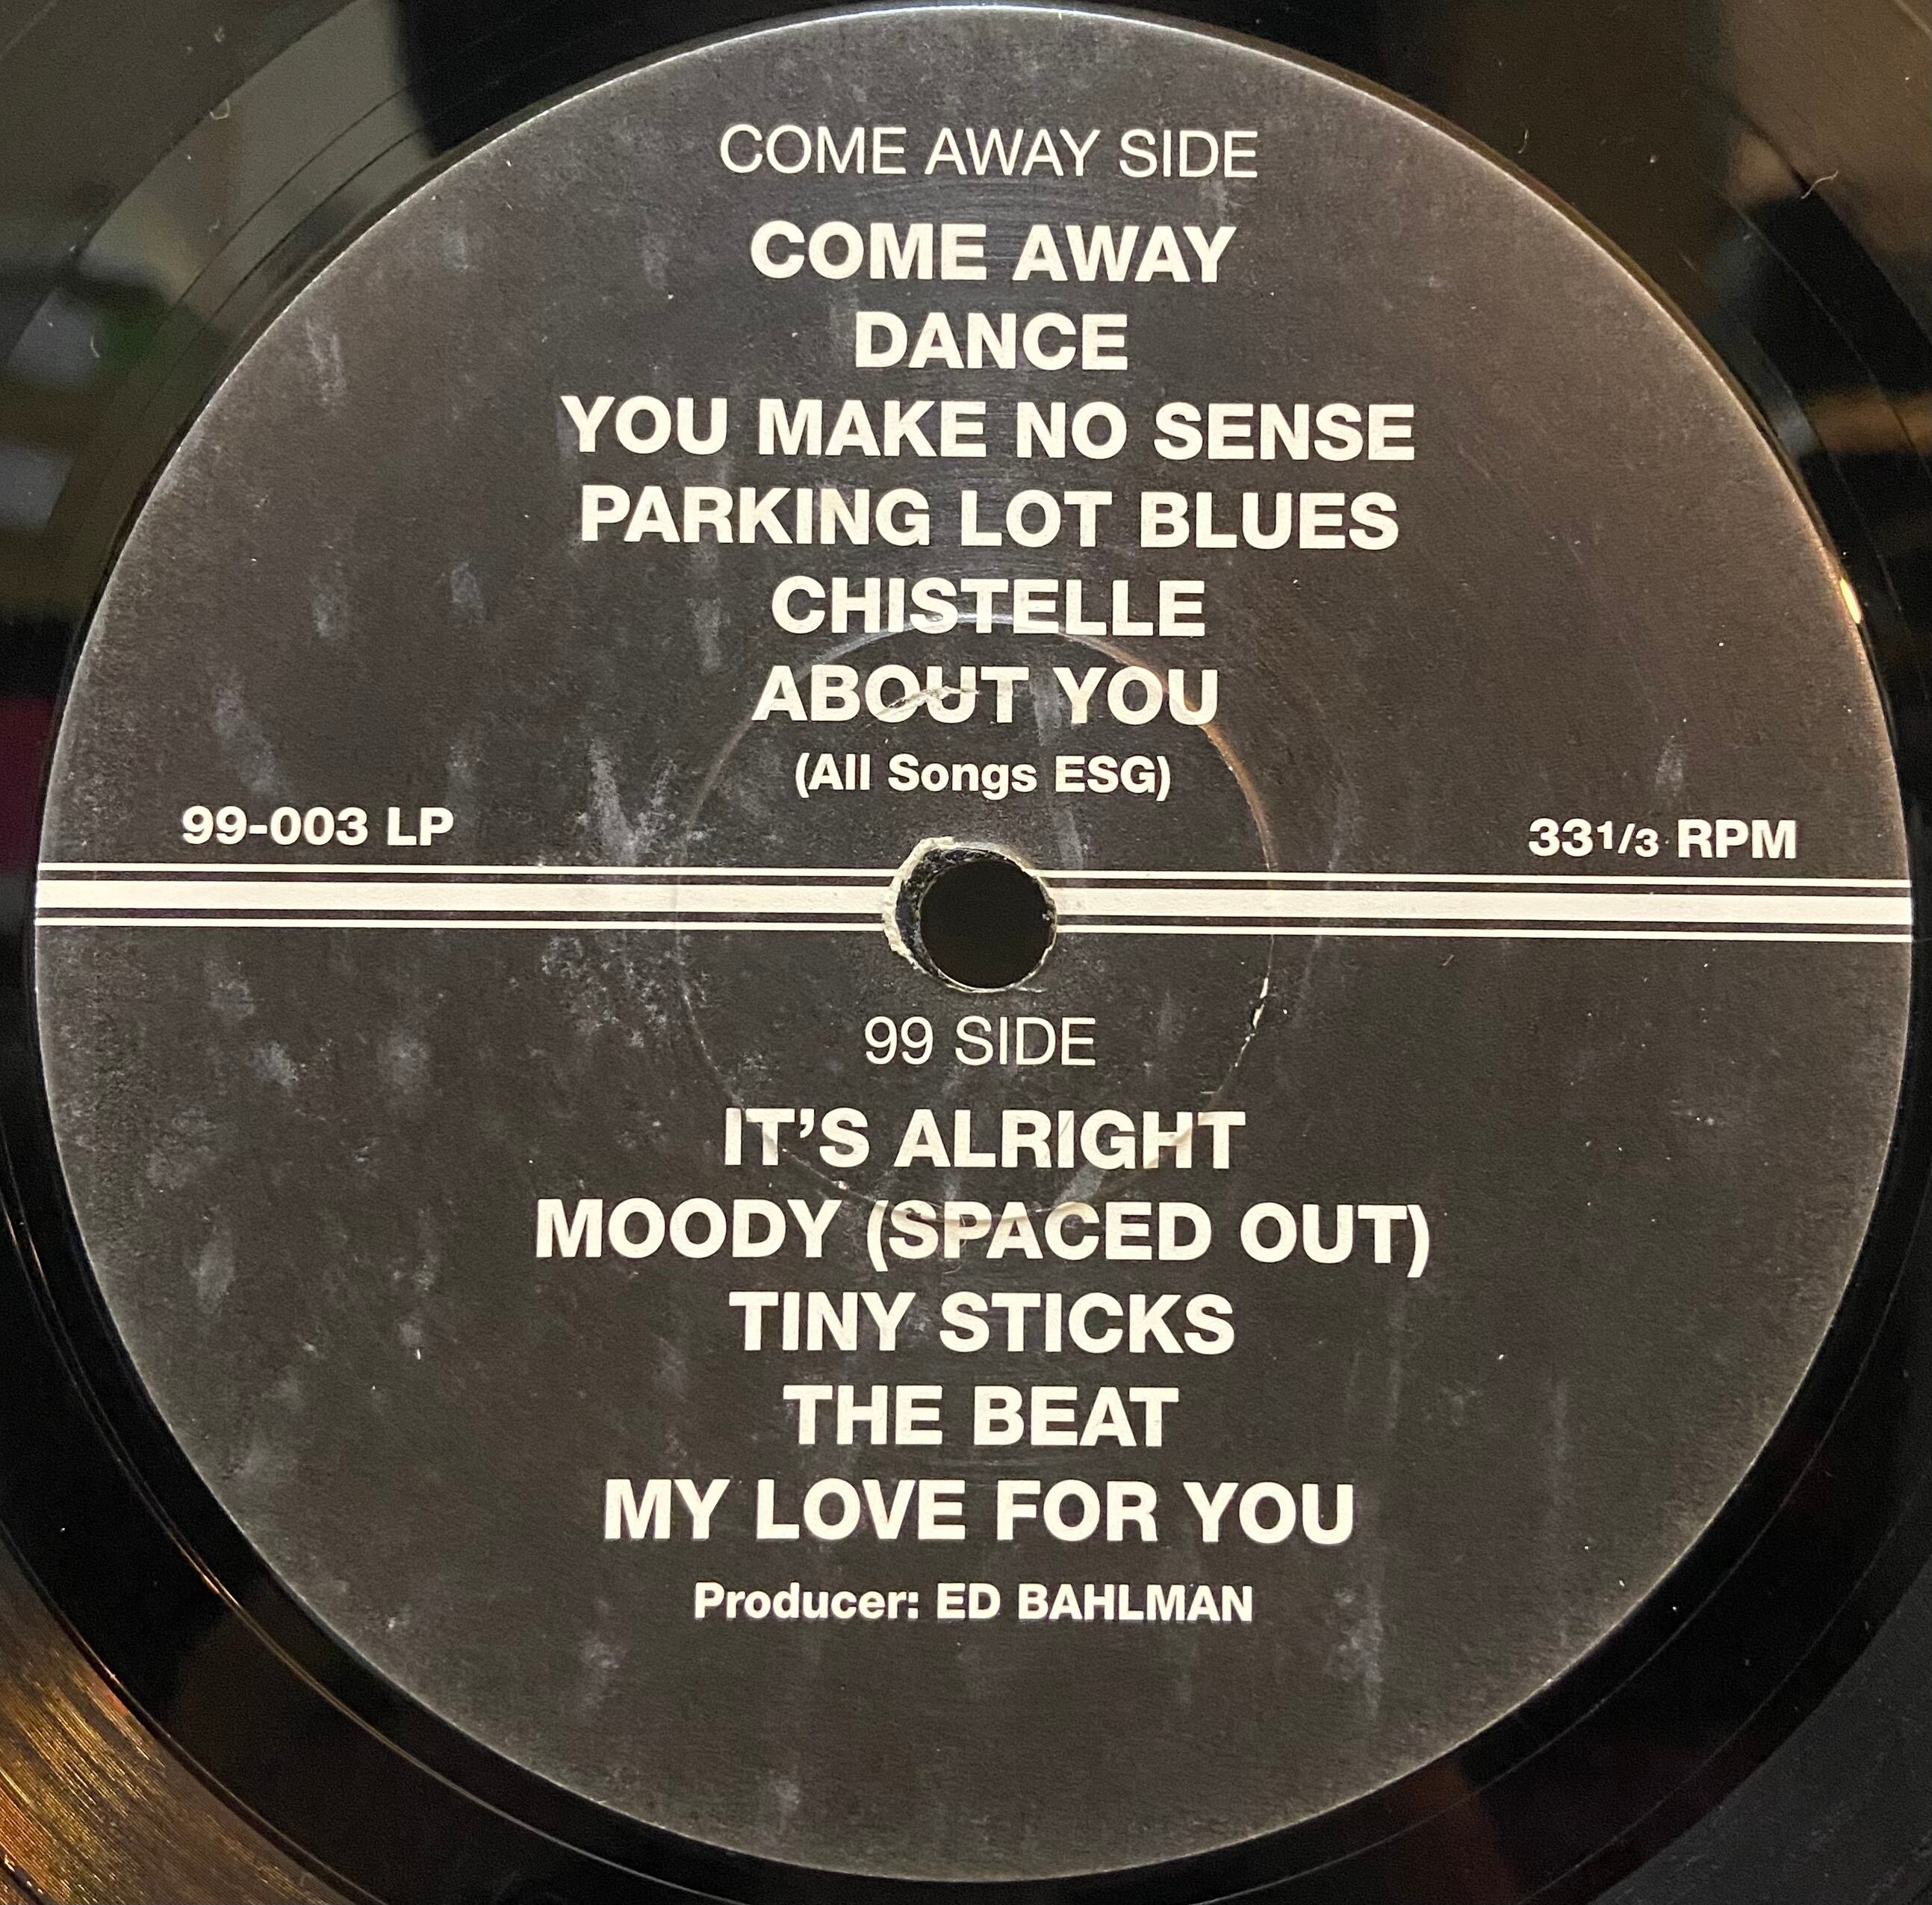 COME AWAY SIDE
COME AWAY
DANCE
YOU MAKE NO SENSE
PARKING LOT BLUES
CHISTELLE
ABOUT YOU
(All Songs ESG)
99-003 LP
33 1/3 RPM
99 SIDE
IT'S ALRIGHT
MOODY (SPACED OUT)
TINY STICKS
THE BEAT
MY LOVE FOR YOU
Producer: ED BAHLMAN